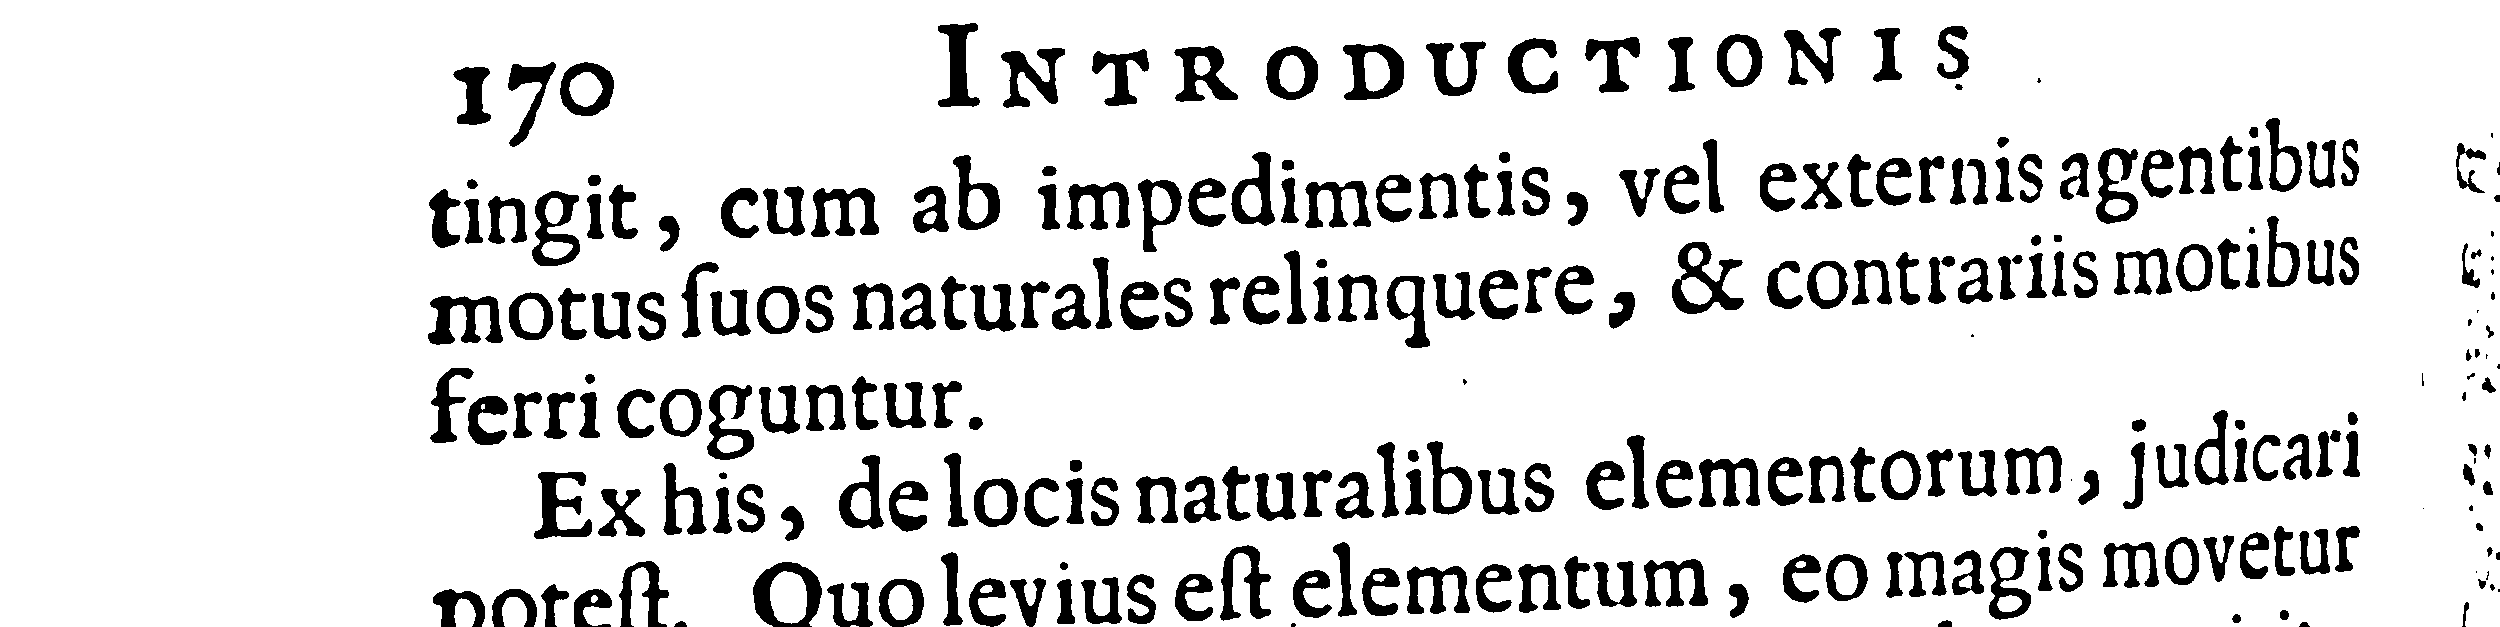 170 INTRODUCTIONIS
tingit, cum ab impedimentis, vel externis agentibus
motus ſuos naturales relinquere, & contrariis motibus
ferri coguntur.
Ex his, de locis naturalibus elementorum, judicari
poteſt. Quo levius eſt elementum, eo magis movetur